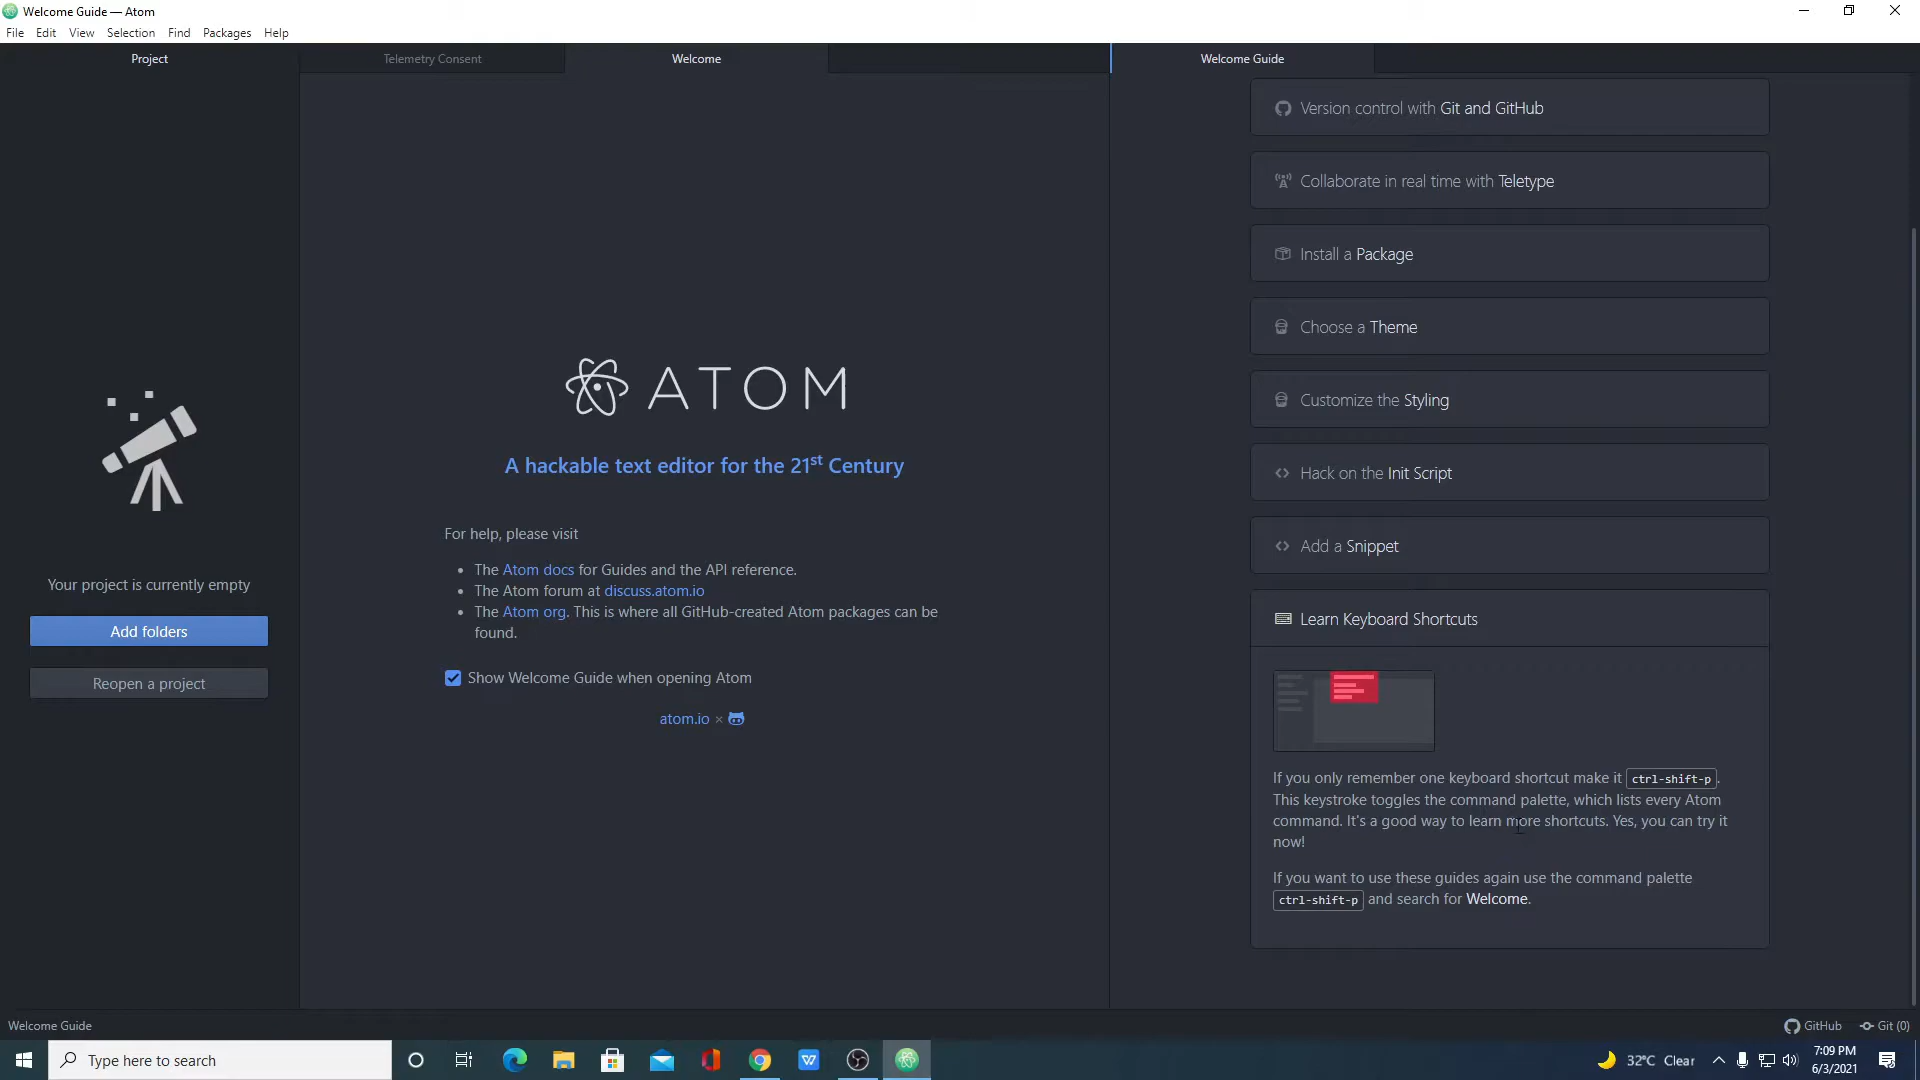 Welcome Guide — Atom
File Edit View Selection Find Packages Help
Project
Telemetry Consent
Welcome
Welcome Guide
Your project is currently empty
Add folders
Reopen a project
ATOM
A hackable text editor for the 21st Century
For help, please visit
• The Atom docs for Guides and the API reference.
• The Atom forum at discuss.atom.io
• The Atom org. This is where all GitHub-created Atom packages can be
found.
Show Welcome Guide when opening Atom
atom.io ×
Version control with Git and GitHub
Collaborate in real time with Teletype
Install a Package
Choose a Theme
Customize the Styling
Hack on the Init Script
Add a Snippet
Learn Keyboard Shortcuts
If you only remember one keyboard shortcut make it ctrl-shift-p.
This keystroke toggles the command palette, which lists every Atom
command. It's a good way to learn more shortcuts. Yes, you can try it
now!
If you want to use these guides again use the command palette
ctrl-shift-p and search for Welcome.
Welcome Guide
GitHub Git (0)
Type here to search
32°C Clear
7:09 PM
6/3/2021